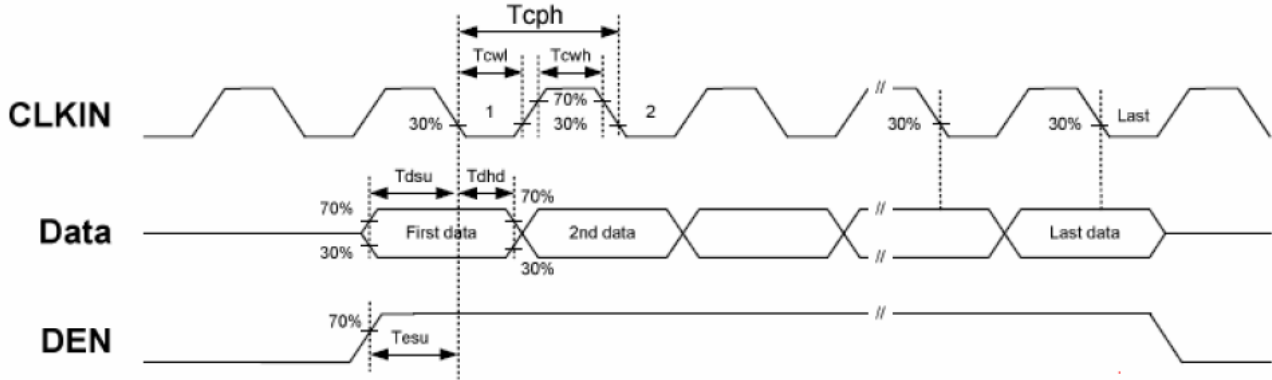 Tcph
Tcwl Tcwh
CLKIN 30% 1 70% 30% 2 // 30% 30% Last
Tdsu Tdhd
70% 70%
Data First data 2nd data // Last data
30% 30%
70% //
DEN Tesu